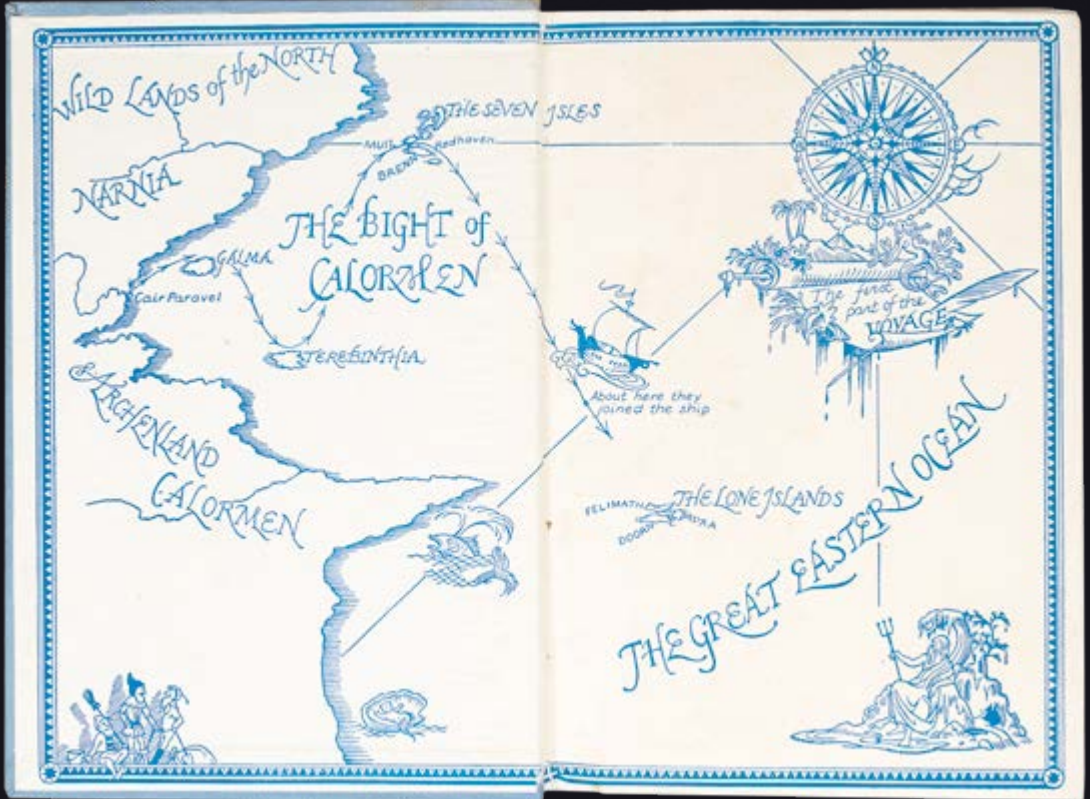 WILD LANDS of the NORTH
THE SEVEN ISLES
MUIL
Redhaven
BRENN
NARNIA
THE BIGHT of
CALORMEN
GALMA
Cair Paravel
TEREBINTHIA
The first
part of the
VOYAGE
About here they
joined the ship
& ARCHENLAND
CALORMEN
FELIMATH
THE LONE ISLANDS
DOORN
AVRA
THE GREAT EASTERN OCEAN